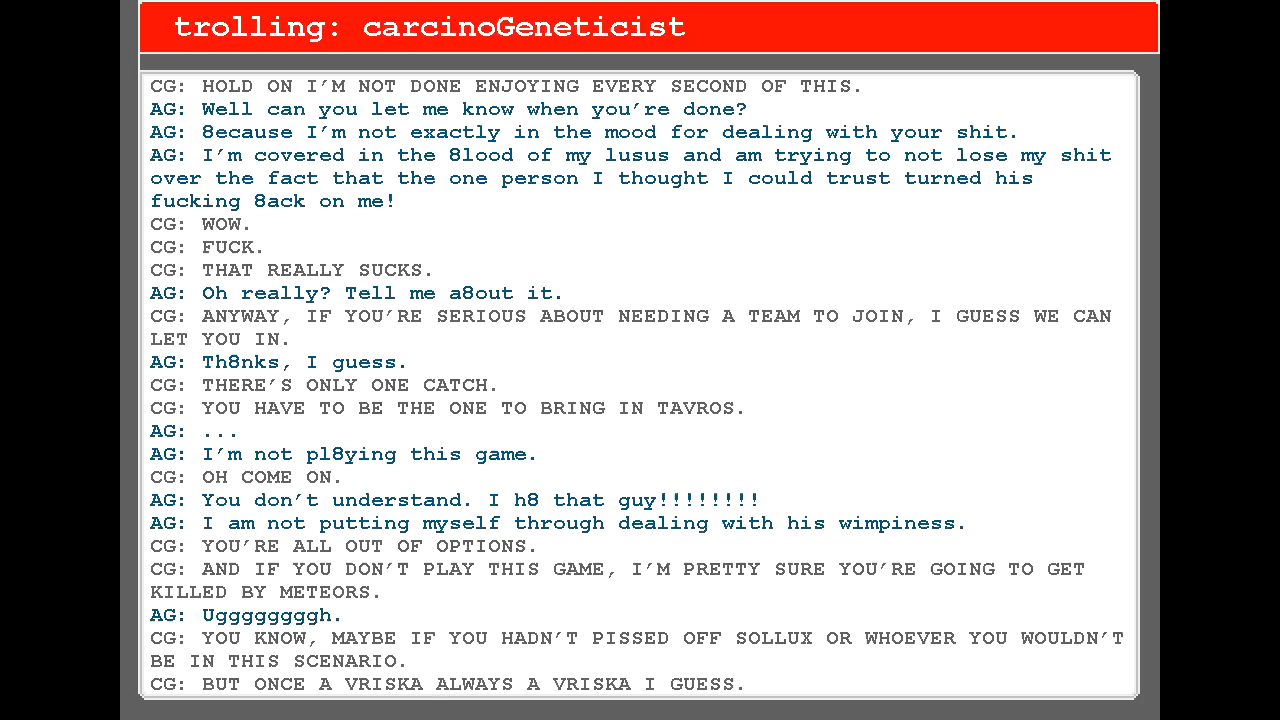 trolling: carcinoGeneticist
CG: HOLD ON I'M NOT DONE ENJOYING EVERY SECOND OF THIS.
AG: Well can you let me know when you're done?
AG: 8ecause I'm not exactly in the mood for dealing with your shit.
AG: I'm covered in the 8lood of my lusus and am trying to not lose my shit
over the fact that the one person I thought I could trust turned his
fucking 8ack on me!
CG: WOW.
CG: FUCK.
CG: THAT REALLY SUCKS.
AG: Oh really? Tell me a8out it.
CG: ANYWAY, IF YOU'RE SERIOUS ABOUT NEEDING A TEAM TO JOIN, I GUESS WE CAN
LET YOU IN.
AG: Th8nks, I guess.
CG: THERE'S ONLY ONE CATCH.
CG: YOU HAVE TO BE THE ONE TO BRING IN TAVROS.
AG: ...
AG: I'm not pl8ying this game.
CG: OH COME ON.
AG: You don't understand. I h8 that guy!!!!!!!!
AG: I am not putting myself through dealing with his wimpiness.
CG: YOU'RE ALL OUT OF OPTIONS.
CG: AND IF YOU DON'T PLAY THIS GAME, I'M PRETTY SURE YOU'RE GOING TO GET
KILLED BY METEORS.
AG: Uggggggggh.
CG: YOU KNOW, MAYBE IF YOU HADN'T PISSED OFF SOLLUX OR WHOEVER YOU WOULDN'T
BE IN THIS SCENARIO.
CG: BUT ONCE A VRISKA ALWAYS A VRISKA I GUESS.